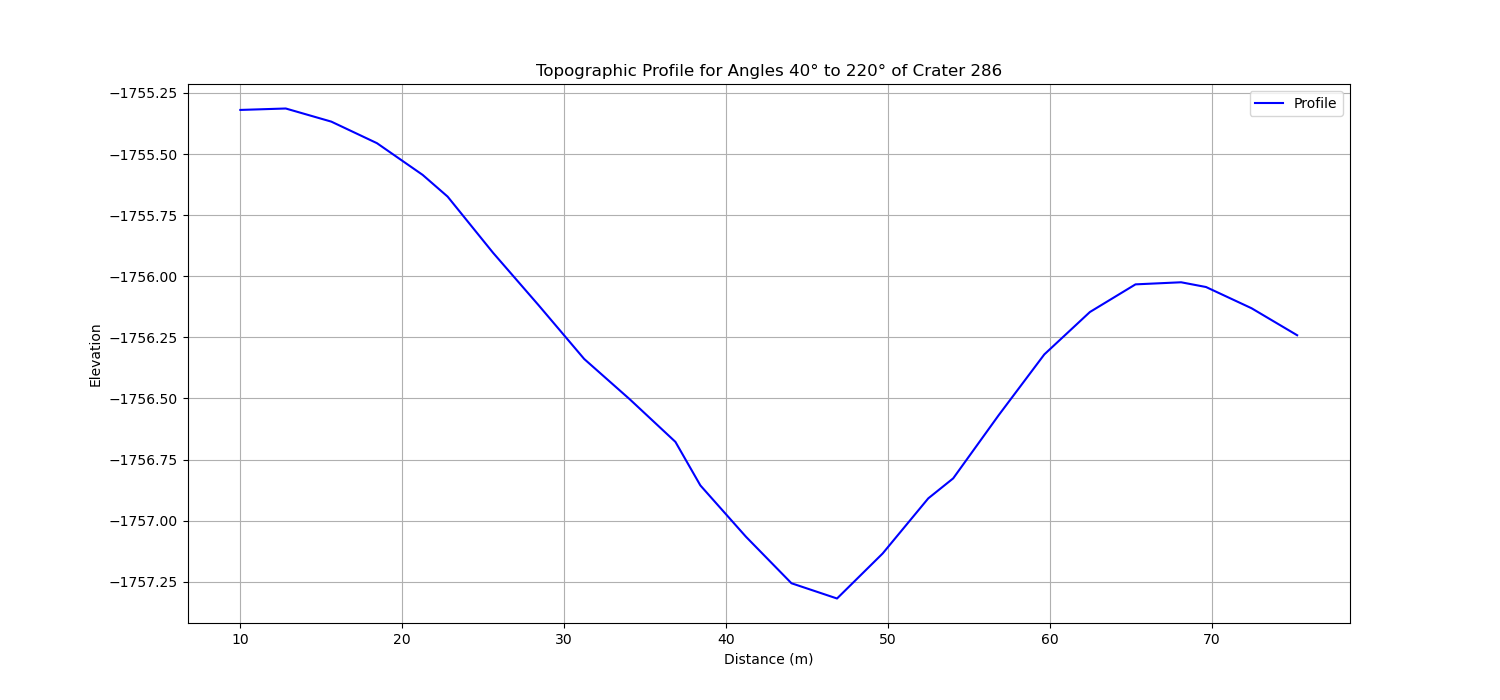 Topographic Profile for Angles 40° to 220° of Crater 286
Profile
−1755.25
−1755.50
−1755.75
−1756.00
−1756.25
−1756.50
−1756.75
−1757.00
−1757.25
Elevation
10 20 30 40 50 60 70
Distance (m)